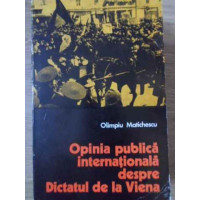 Olimpiu Matichescu
Opinia publică
internațională
despre
Dictatul de la Viena